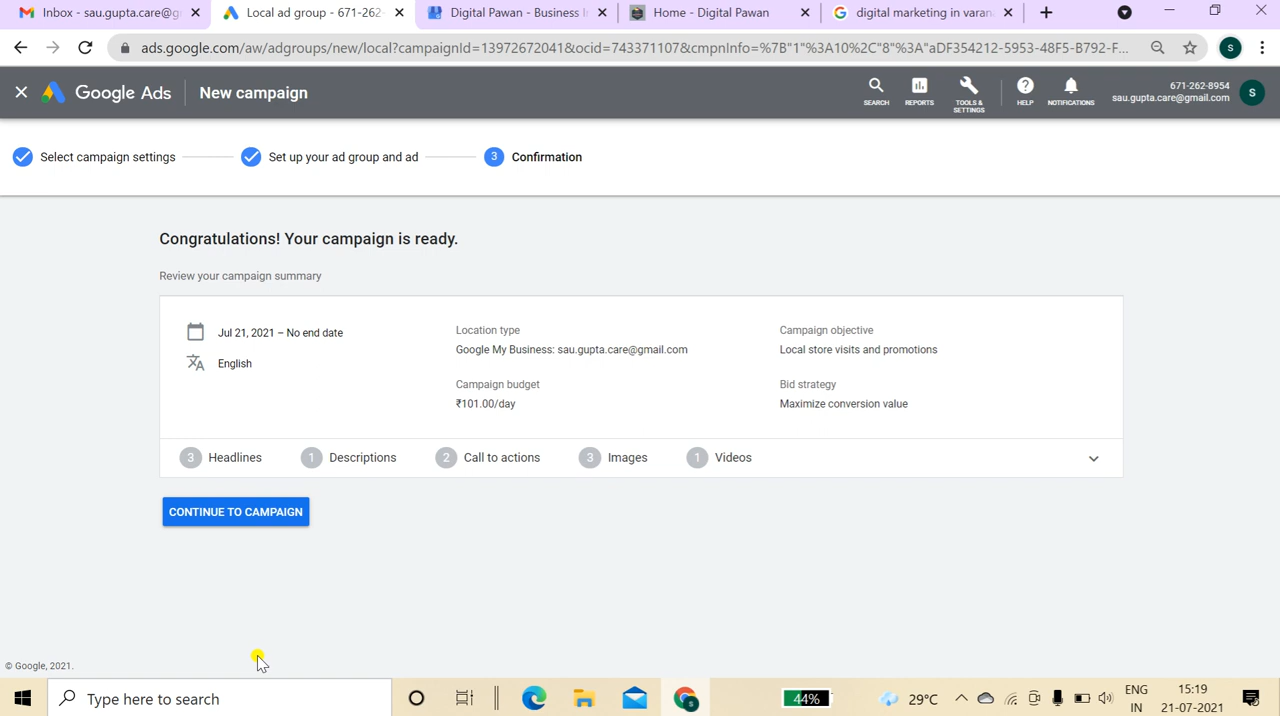 Inbox - sau.gupta.care@g
Local ad group - 671-262-
Digital Pawan - Business I
Home - Digital Pawan
digital marketing in varan
ads.google.com/aw/adgroups/new/local?campaignId=13972672041&ocid=743371107&cmpnInfo=%7B"1"%3A10%2C"8"%3A"aDF354212-5953-48F5-B792-F...
S
Google Ads
New campaign
SEARCH
REPORTS
TOOLS & SETTINGS
HELP
NOTIFICATIONS
671-262-8954
sau.gupta.care@gmail.com
S
Select campaign settings
Set up your ad group and ad
3 Confirmation
Congratulations! Your campaign is ready.
Review your campaign summary
Jul 21, 2021 – No end date
English
Location type
Google My Business: sau.gupta.care@gmail.com
Campaign budget
₹101.00/day
Campaign objective
Local store visits and promotions
Bid strategy
Maximize conversion value
3 Headlines
1 Descriptions
2 Call to actions
3 Images
1 Videos
CONTINUE TO CAMPAIGN
© Google, 2021.
Type here to search
44%
29°C
ENG
IN
15:19
21-07-2021